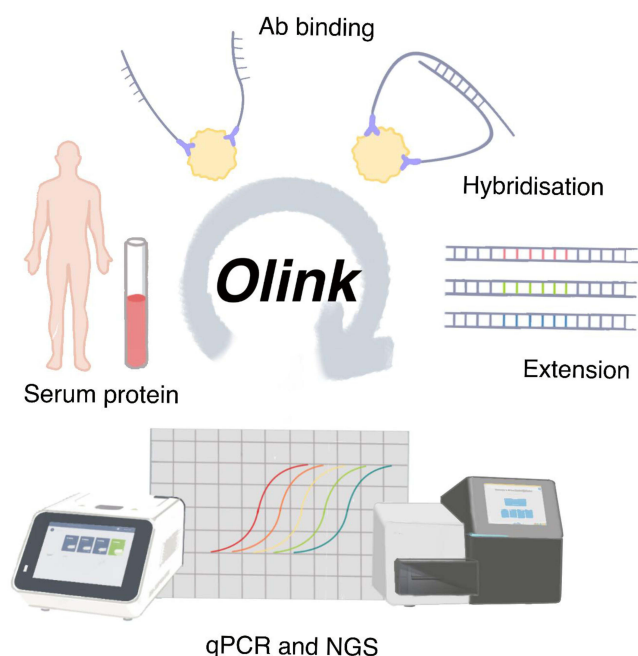 Ab binding
Hybridisation
Olink
Extension
Serum protein
qPCR and NGS